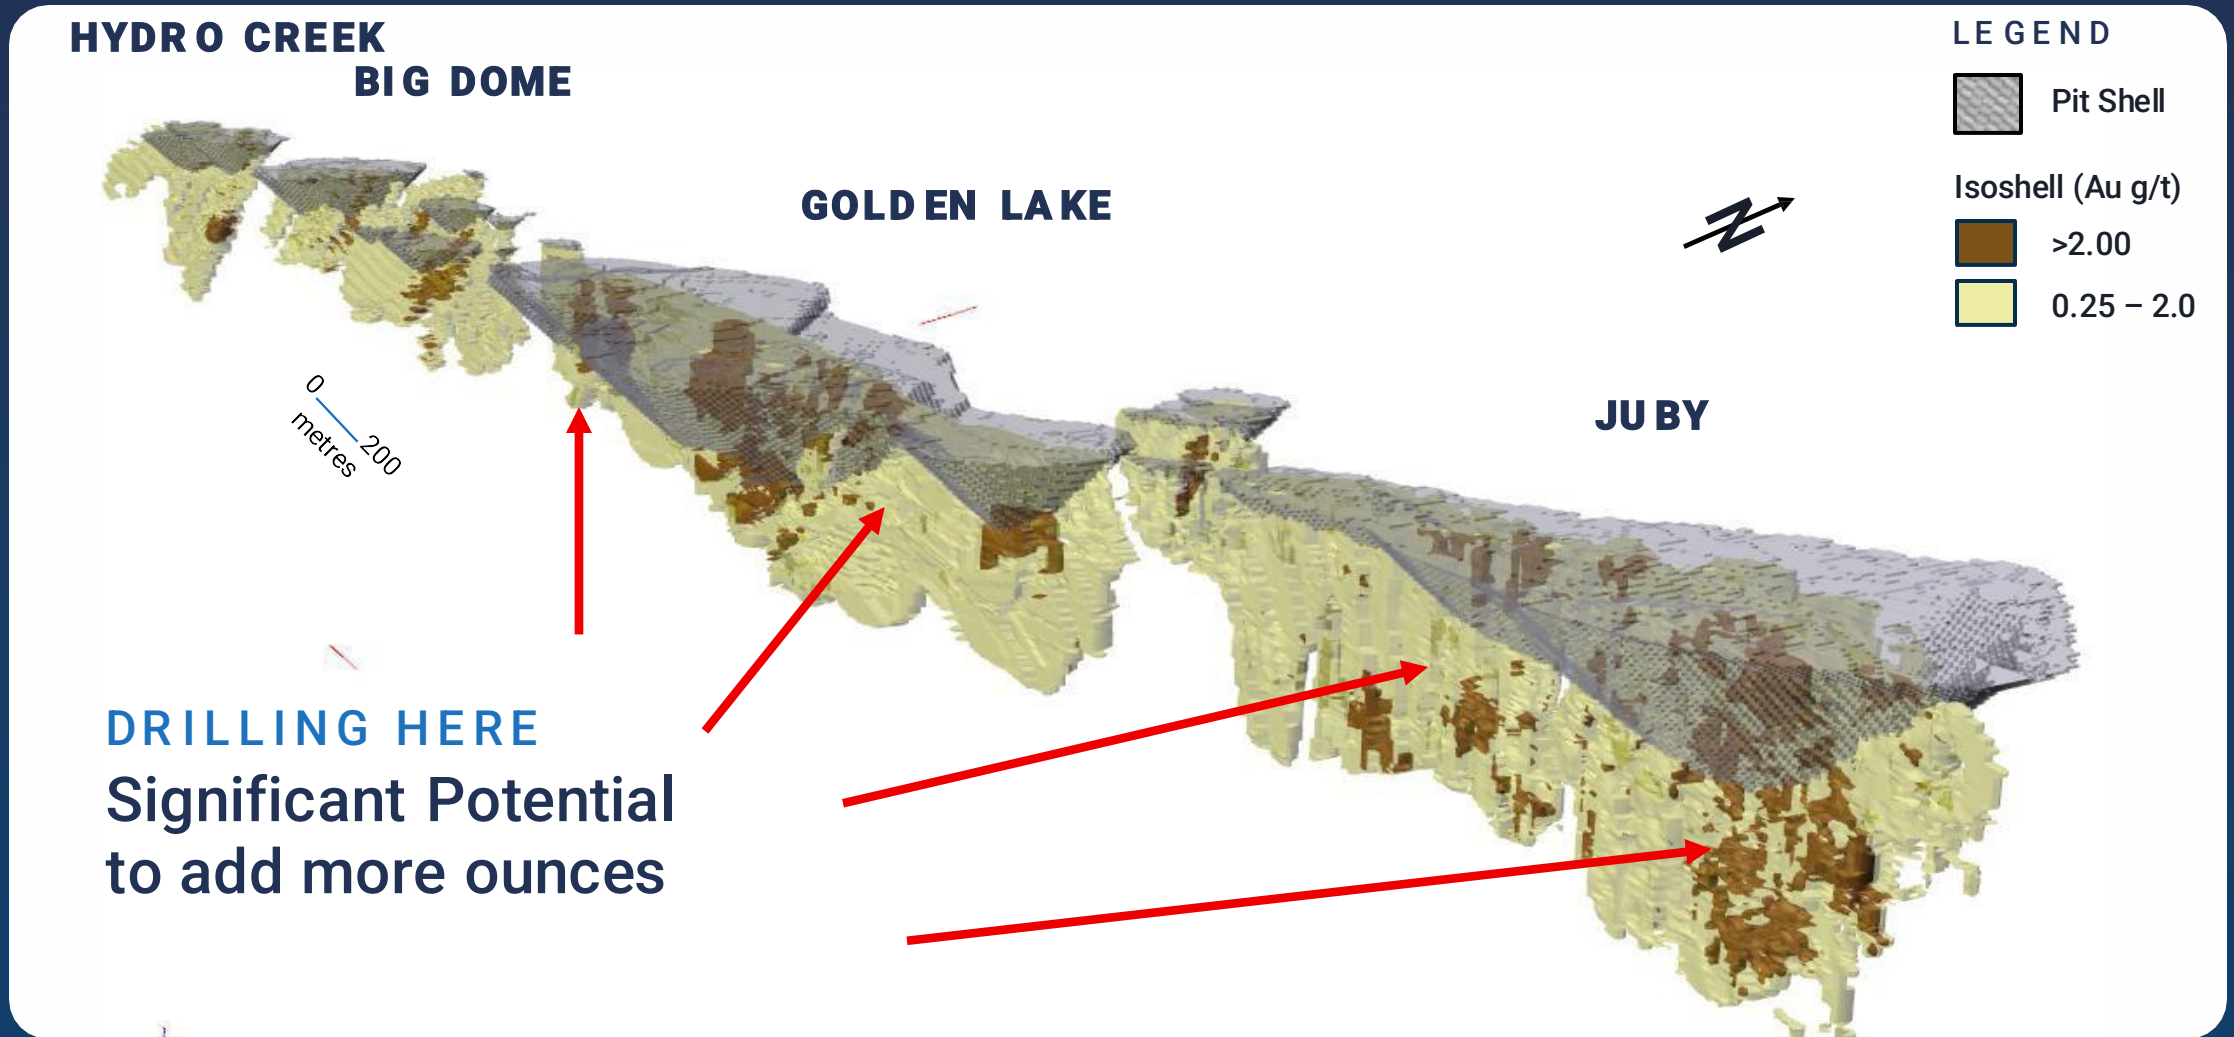 HYDRO CREEK
BIG DOME
GOLDEN LAKE
JUBY
LEGEND
Pit Shell
Isoshell (Au g/t)
>2.00
0.25 – 2.0
N
0
200
metres
DRILLING HERE
Significant Potential
to add more ounces